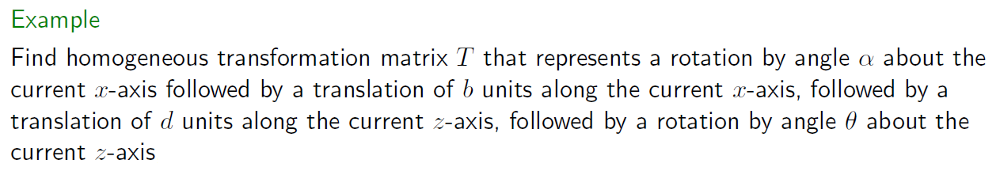 Example
Find homogeneous transformation matrix T that represents a rotation by angle α about the
current x-axis followed by a translation of b units along the current x-axis, followed by a
translation of d units along the current z-axis, followed by a rotation by angle θ about the
current z-axis